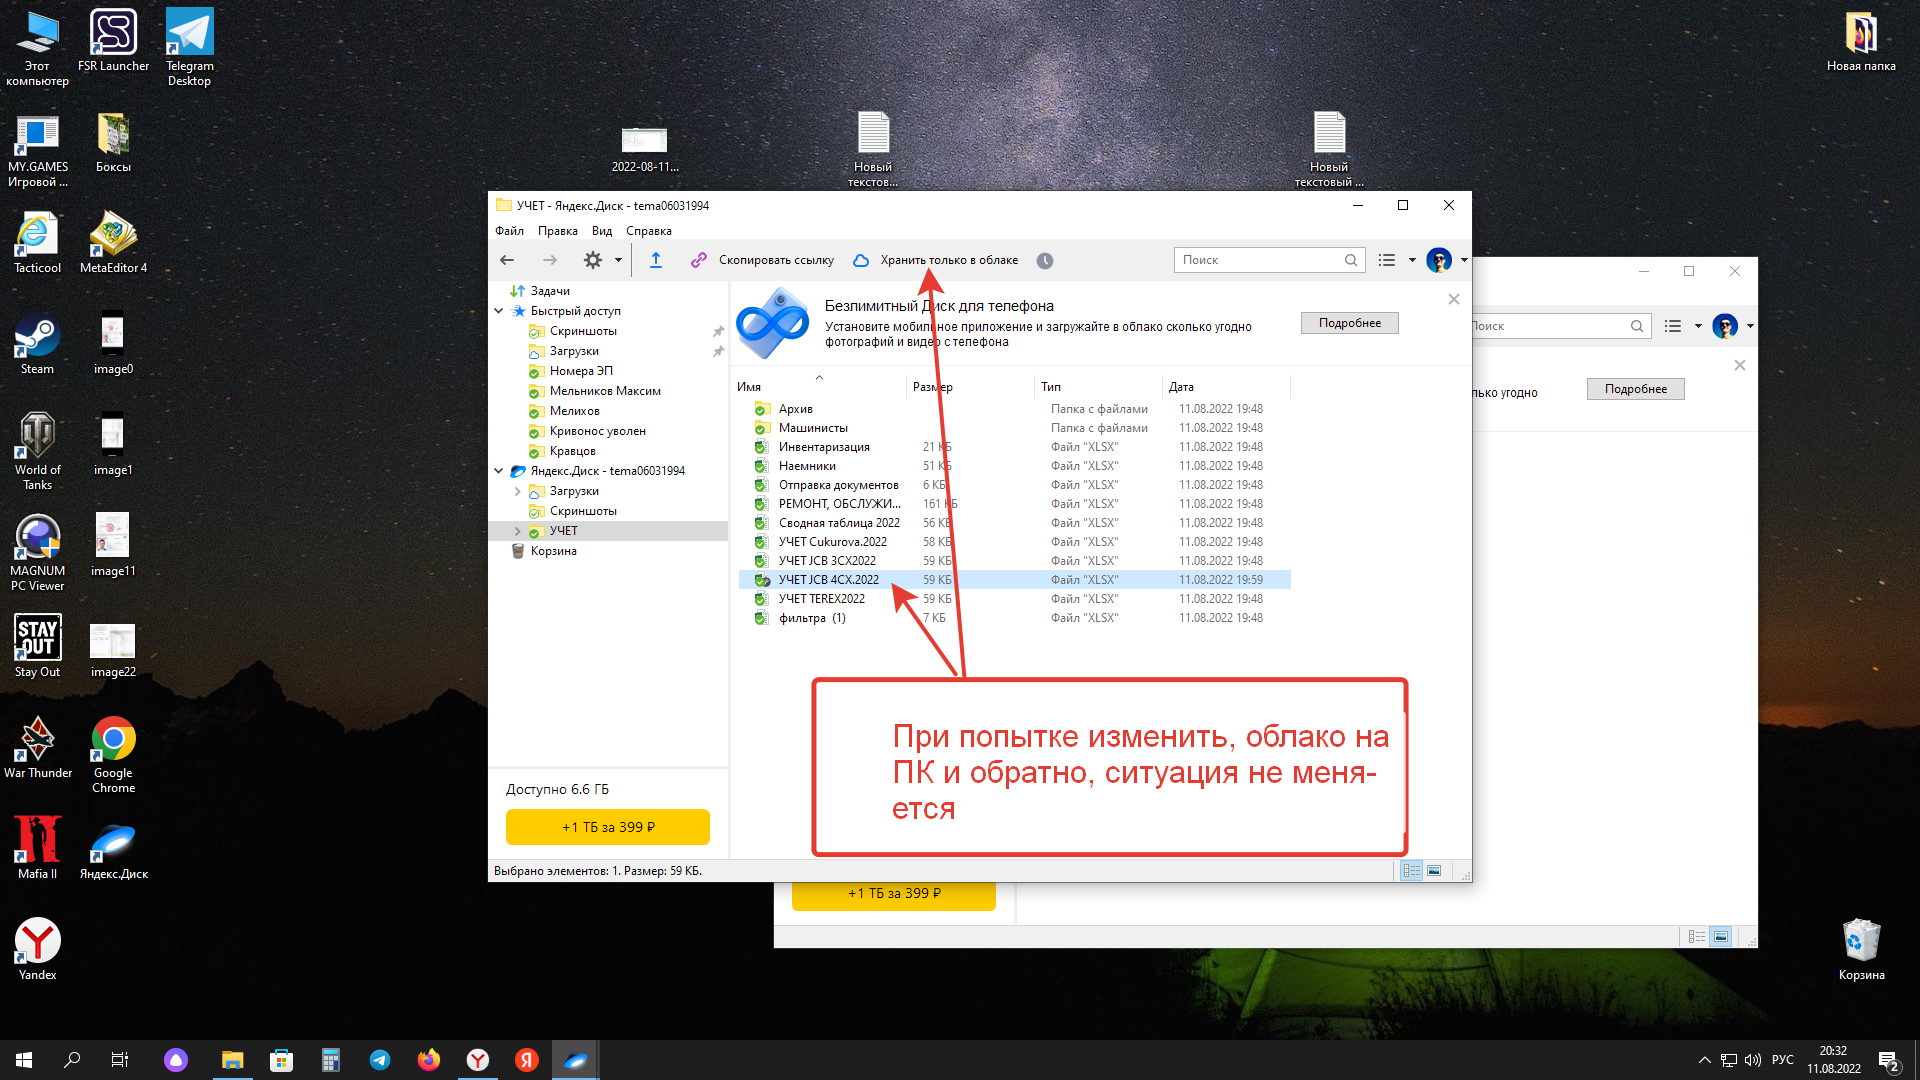 Этот
компьютер
FSR Launcher
Telegram
Desktop
Новая папка
MY.GAMES
Игровой ...
Боксы
2022-08-11...
Новый
текстов...
Новый
текстовый ...
Tacticool
MetaEditor 4
Steam
image0
World of
Tanks
image1
MAGNUM
PC Viewer
image11
STAY
OUT
Stay Out
image22
War Thunder
Google
Chrome
Mafia II
Яндекс.Диск
Yandex
Корзина
УЧЕТ - Яндекс.Диск - tema06031994
Файл Правка Вид Справка
Скопировать ссылку Хранить только в облаке Поиск
Задачи
Быстрый доступ
Скриншоты
Загрузки
Номера ЭП
Мельников Максим
Мелихов
Кривонос уволен
Кравцов
Яндекс.Диск - tema06031994
Загрузки
Скриншоты
УЧЕТ
Корзина
Доступно 6.6 ГБ
+1 ТБ за 399 ₽
Безлимитный Диск для телефона
Установите мобильное приложение и загружайте в облако сколько угодно
фотографий и видео с телефона
Подробнее
Имя Размер Тип Дата
Архив Папка с файлами 11.08.2022 19:48
Машинисты Папка с файлами 11.08.2022 19:48
Инвентаризация 21 КБ Файл "XLSX" 11.08.2022 19:48
Наемники 51 КБ Файл "XLSX" 11.08.2022 19:48
Отправка документов 6 КБ Файл "XLSX" 11.08.2022 19:48
РЕМОНТ, ОБСЛУЖИ... 161 КБ Файл "XLSX" 11.08.2022 19:48
Сводная таблица 2022 56 КБ Файл "XLSX" 11.08.2022 19:48
УЧЕТ Cukurova.2022 58 КБ Файл "XLSX" 11.08.2022 19:48
УЧЕТ JCB 3CX2022 59 КБ Файл "XLSX" 11.08.2022 19:48
УЧЕТ JCB 4CX.2022 59 КБ Файл "XLSX" 11.08.2022 19:59
УЧЕТ TEREX2022 59 КБ Файл "XLSX" 11.08.2022 19:48
фильтра (1) 7 КБ Файл "XLSX" 11.08.2022 19:48
При попытке изменить, облако на
ПК и обратно, ситуация не меня-
ется
Выбрано элементов: 1. Размер: 59 КБ.
Поиск
лько угодно
Подробнее
+1 ТБ за 399 ₽
РУС
20:32
11.08.2022
2